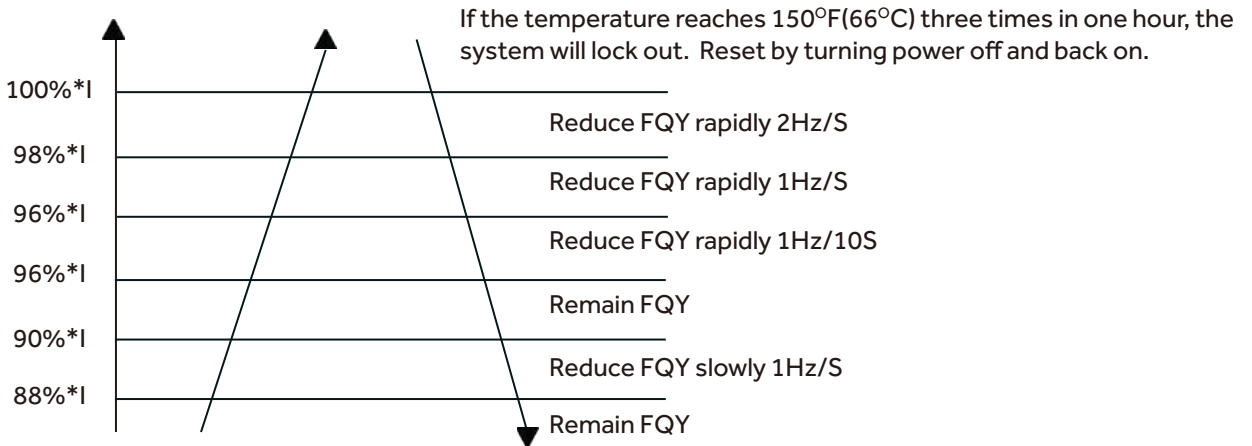 If the temperature reaches 150°F(66°C) three times in one hour, the
system will lock out. Reset by turning power off and back on.
100%*I
Reduce FQY rapidly 2Hz/S
98%*I
Reduce FQY rapidly 1Hz/S
96%*I
Reduce FQY rapidly 1Hz/10S
96%*I
Remain FQY
90%*I
Reduce FQY slowly 1Hz/S
88%*I
Remain FQY